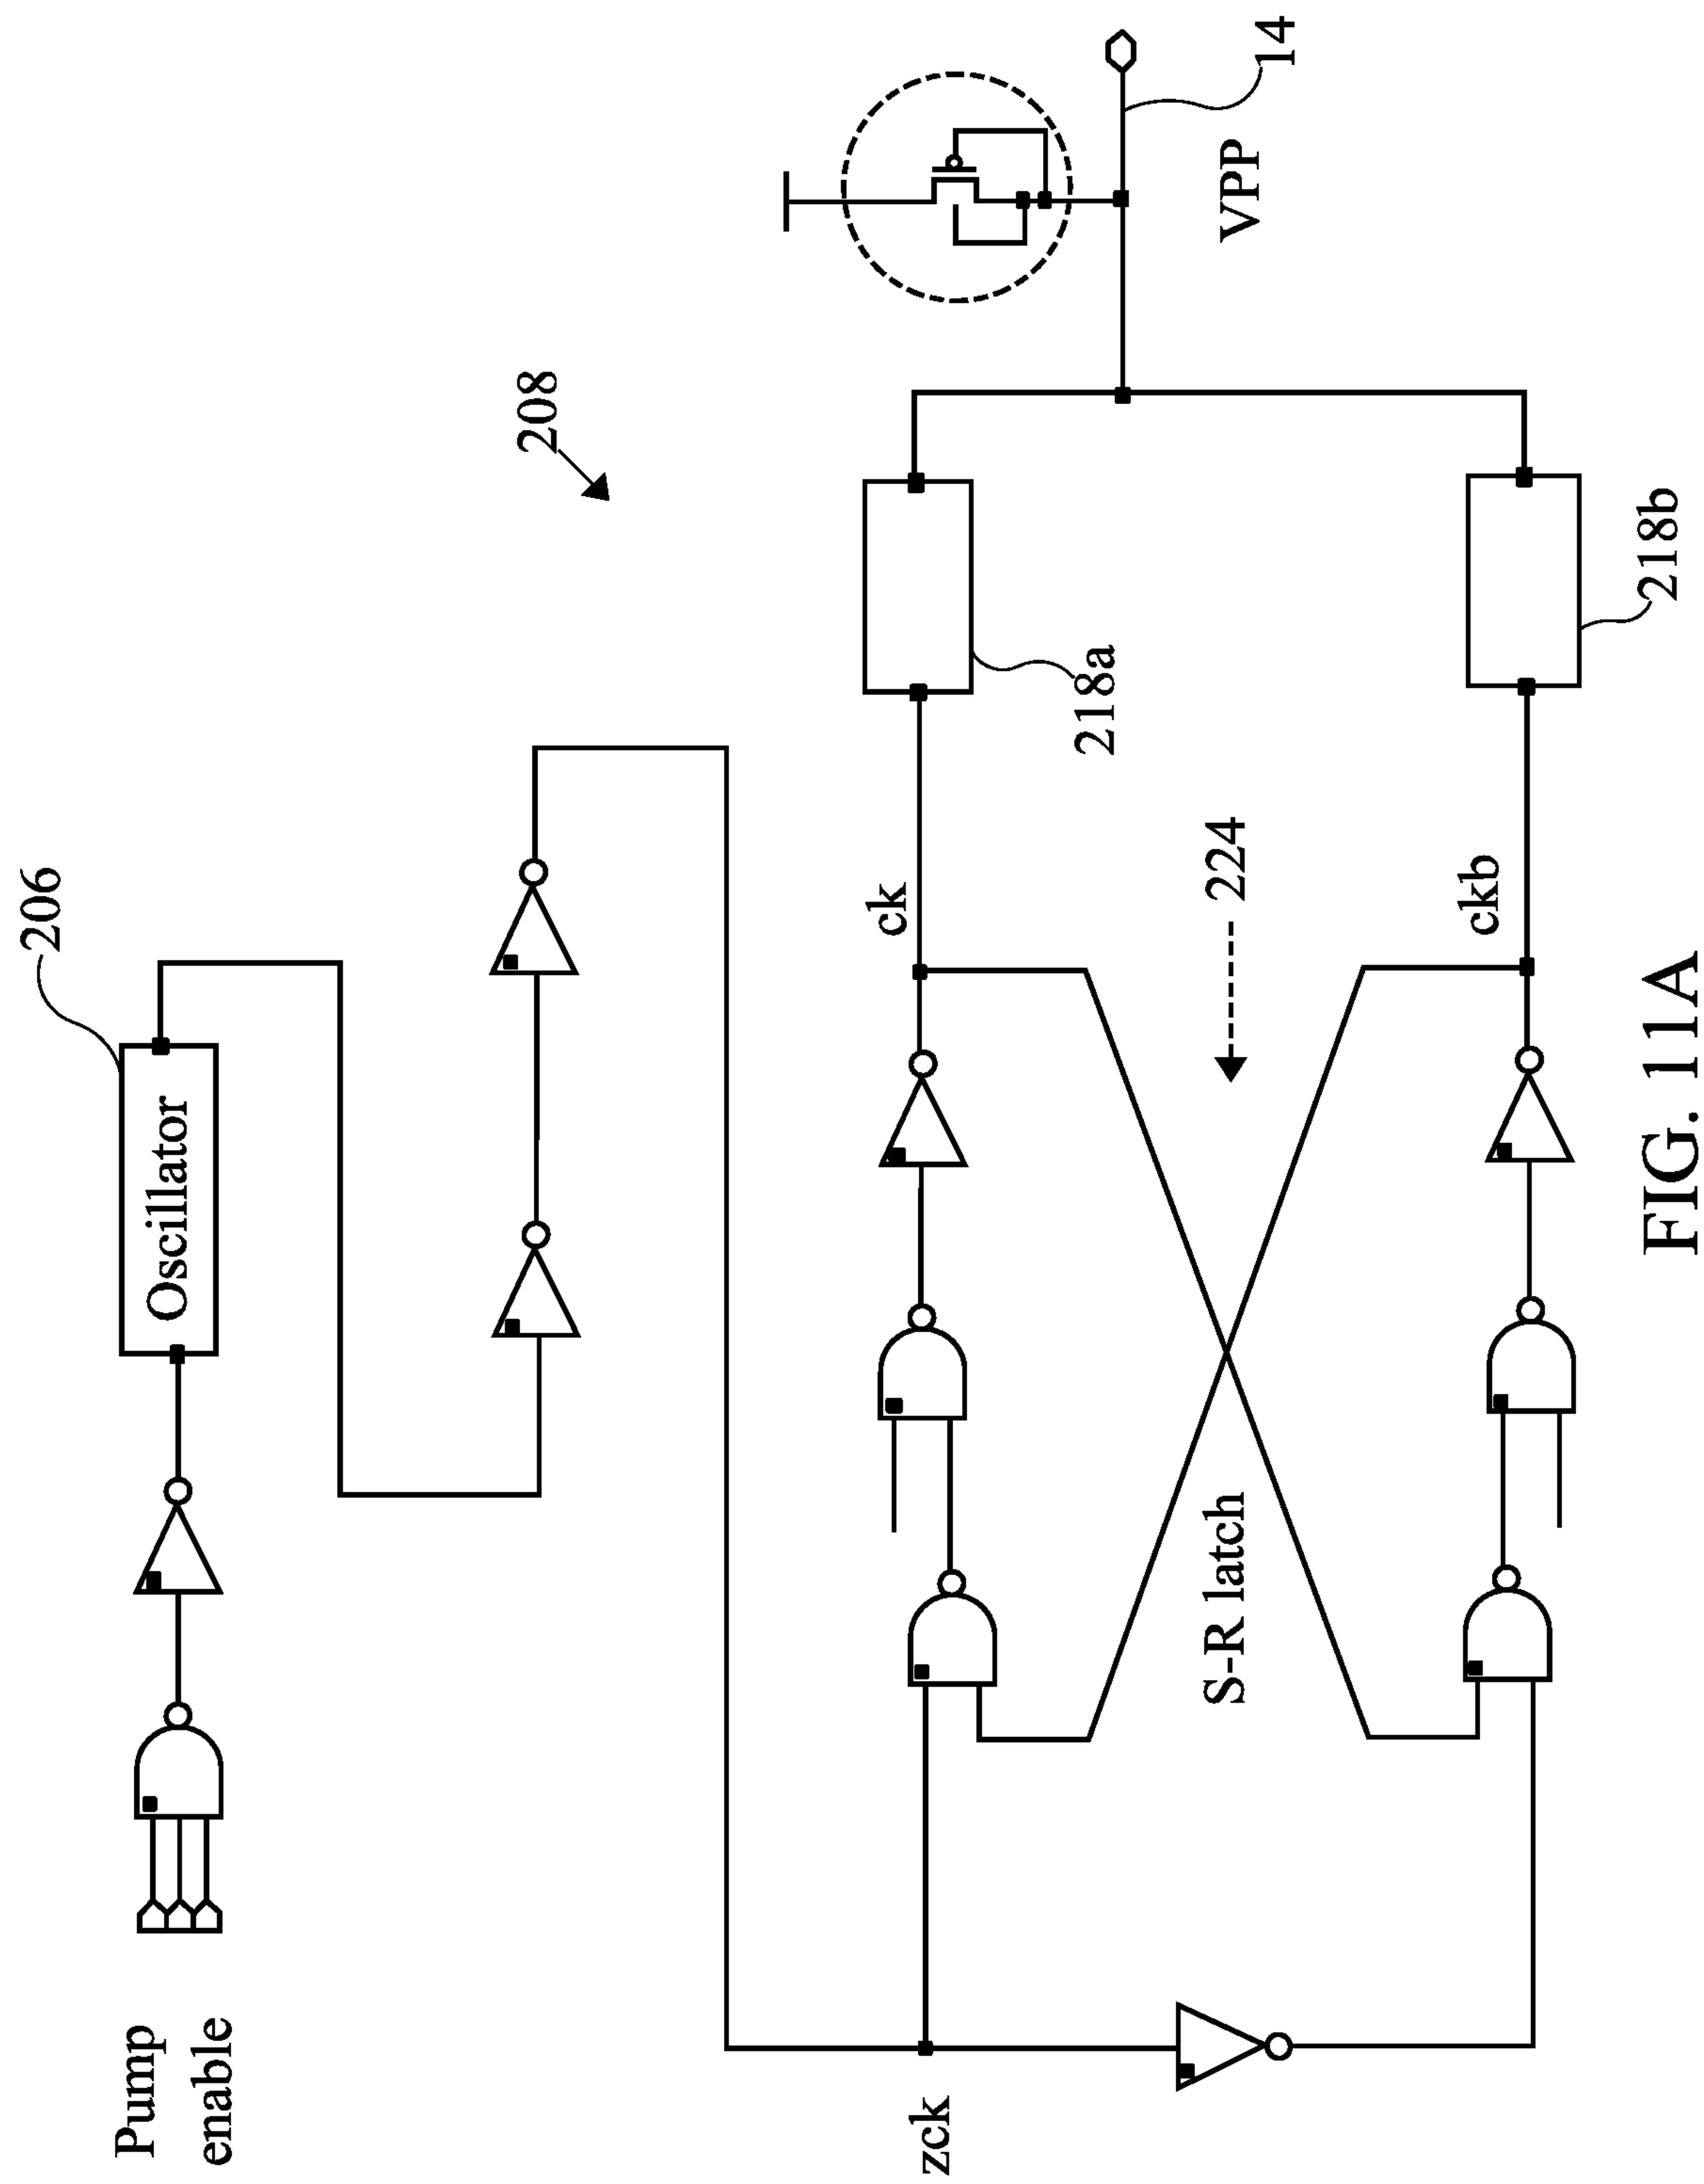 Pump
enable
206
Oscillator
208
zck
ck
218a
224
S-R latch
ckb
218b
VPP
14
FIG. 11A